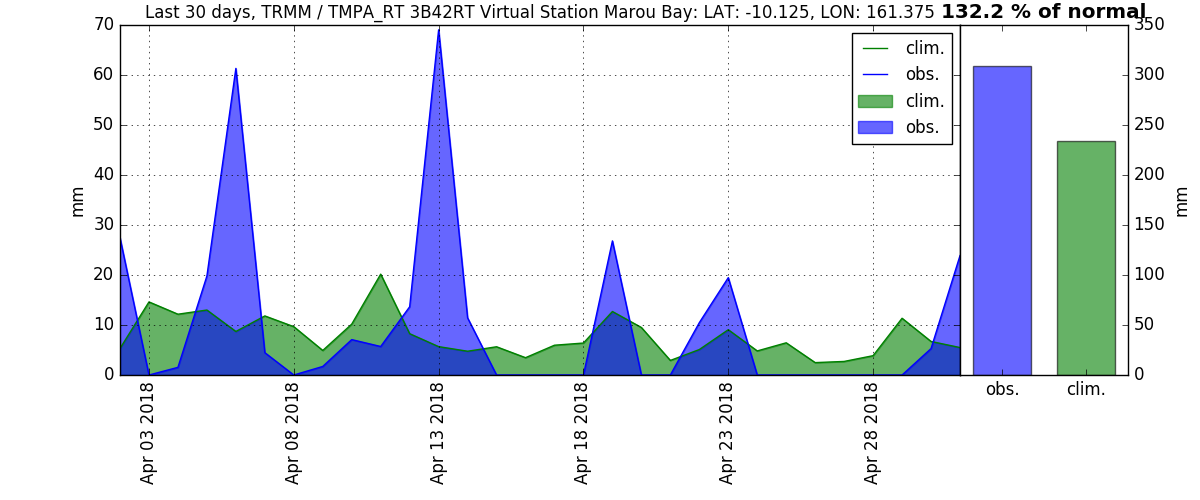 Last 30 days, TRMM / TMPA_RT 3B42RT Virtual Station Marou Bay: LAT: -10.125, LON: 161.375 132.2 % of normal
70
60
50
40
30
20
10
0
mm
clim.
obs.
clim.
obs.
350
300
250
200
150
100
50
0
mm
Apr 03 2018
Apr 08 2018
Apr 13 2018
Apr 18 2018
Apr 23 2018
Apr 28 2018
obs.
clim.